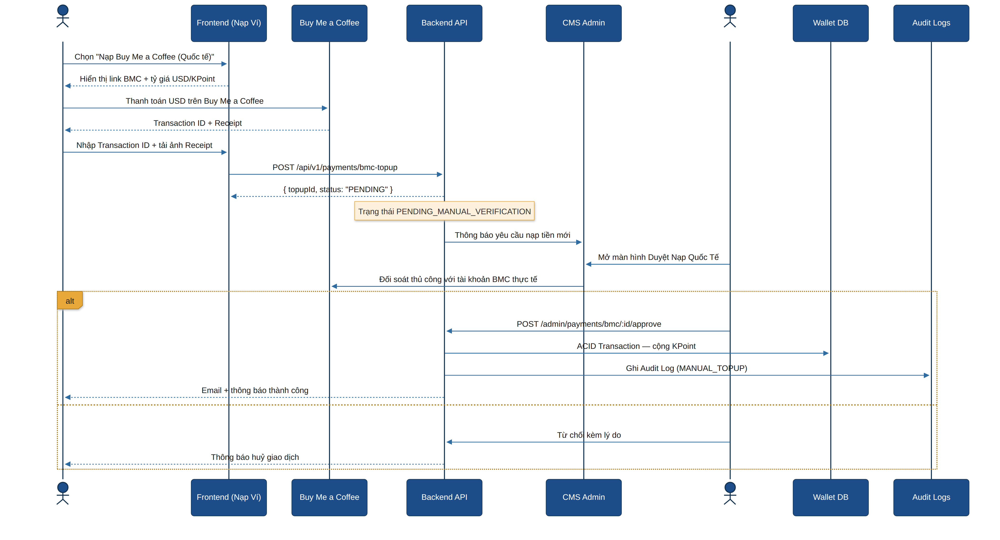 Frontend (Nạp Ví)
Buy Me a Coffee
Backend API
CMS Admin
Wallet DB
Audit Logs
Chọn "Nạp Buy Me a Coffee (Quốc tế)"
Hiển thị link BMC + tỷ giá USD/KPoint
Thanh toán USD trên Buy Me a Coffee
Transaction ID + Receipt
Nhập Transaction ID + tải ảnh Receipt
POST /api/v1/payments/bmc-topup
{ topupId, status: "PENDING" }
Trạng thái PENDING_MANUAL_VERIFICATION
Thông báo yêu cầu nạp tiền mới
Mở màn hình Duyệt Nạp Quốc Tế
Đối soát thủ công với tài khoản BMC thực tế
alt
POST /admin/payments/bmc/:id/approve
ACID Transaction — cộng KPoint
Ghi Audit Log (MANUAL_TOPUP)
Email + thông báo thành công
Từ chối kèm lý do
Thông báo huỷ giao dịch
Frontend (Nạp Ví)
Buy Me a Coffee
Backend API
CMS Admin
Wallet DB
Audit Logs